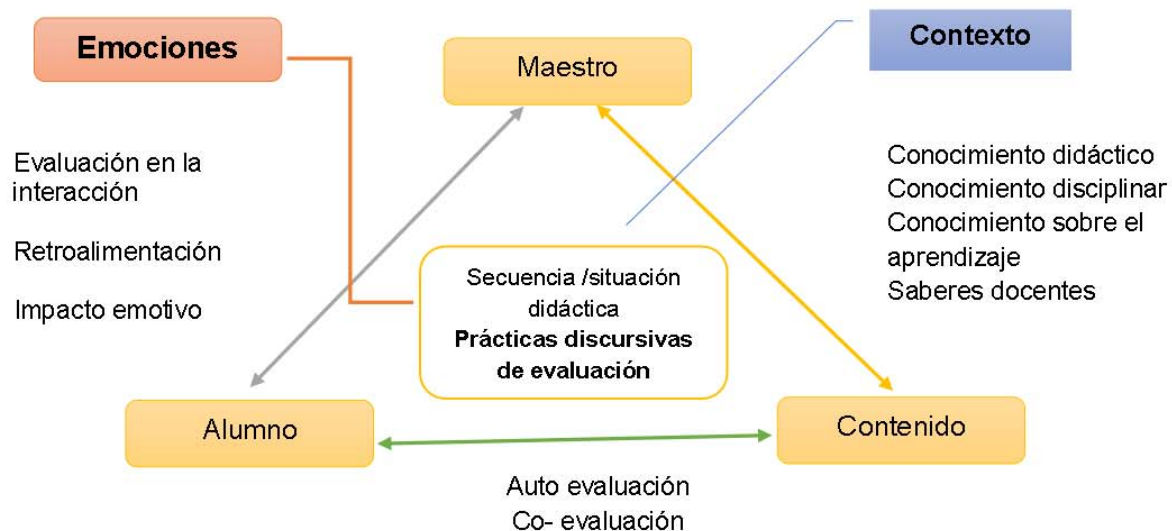 Emociones
Contexto
Maestro
Evaluación en la
interacción
Retroalimentación
Impacto emotivo
Conocimiento didáctico
Conocimiento disciplinar
Conocimiento sobre el
aprendizaje
Saberes docentes
Secuencia /situación
didáctica
Prácticas discursivas
de evaluación
Alumno
Contenido
Auto evaluación
Co- evaluación